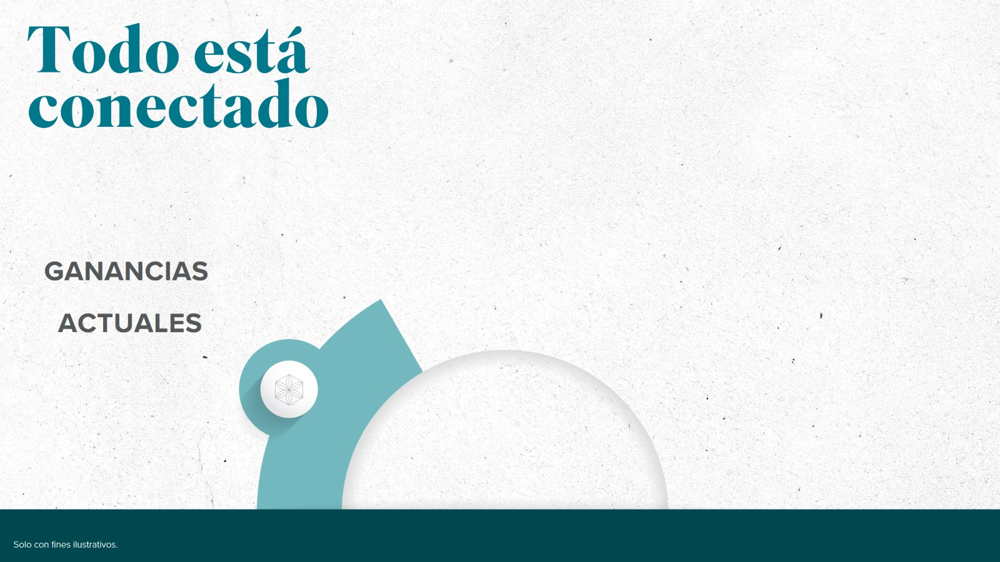 Todo está
conectado
GANANCIAS
ACTUALES
Solo con fines ilustrativos.